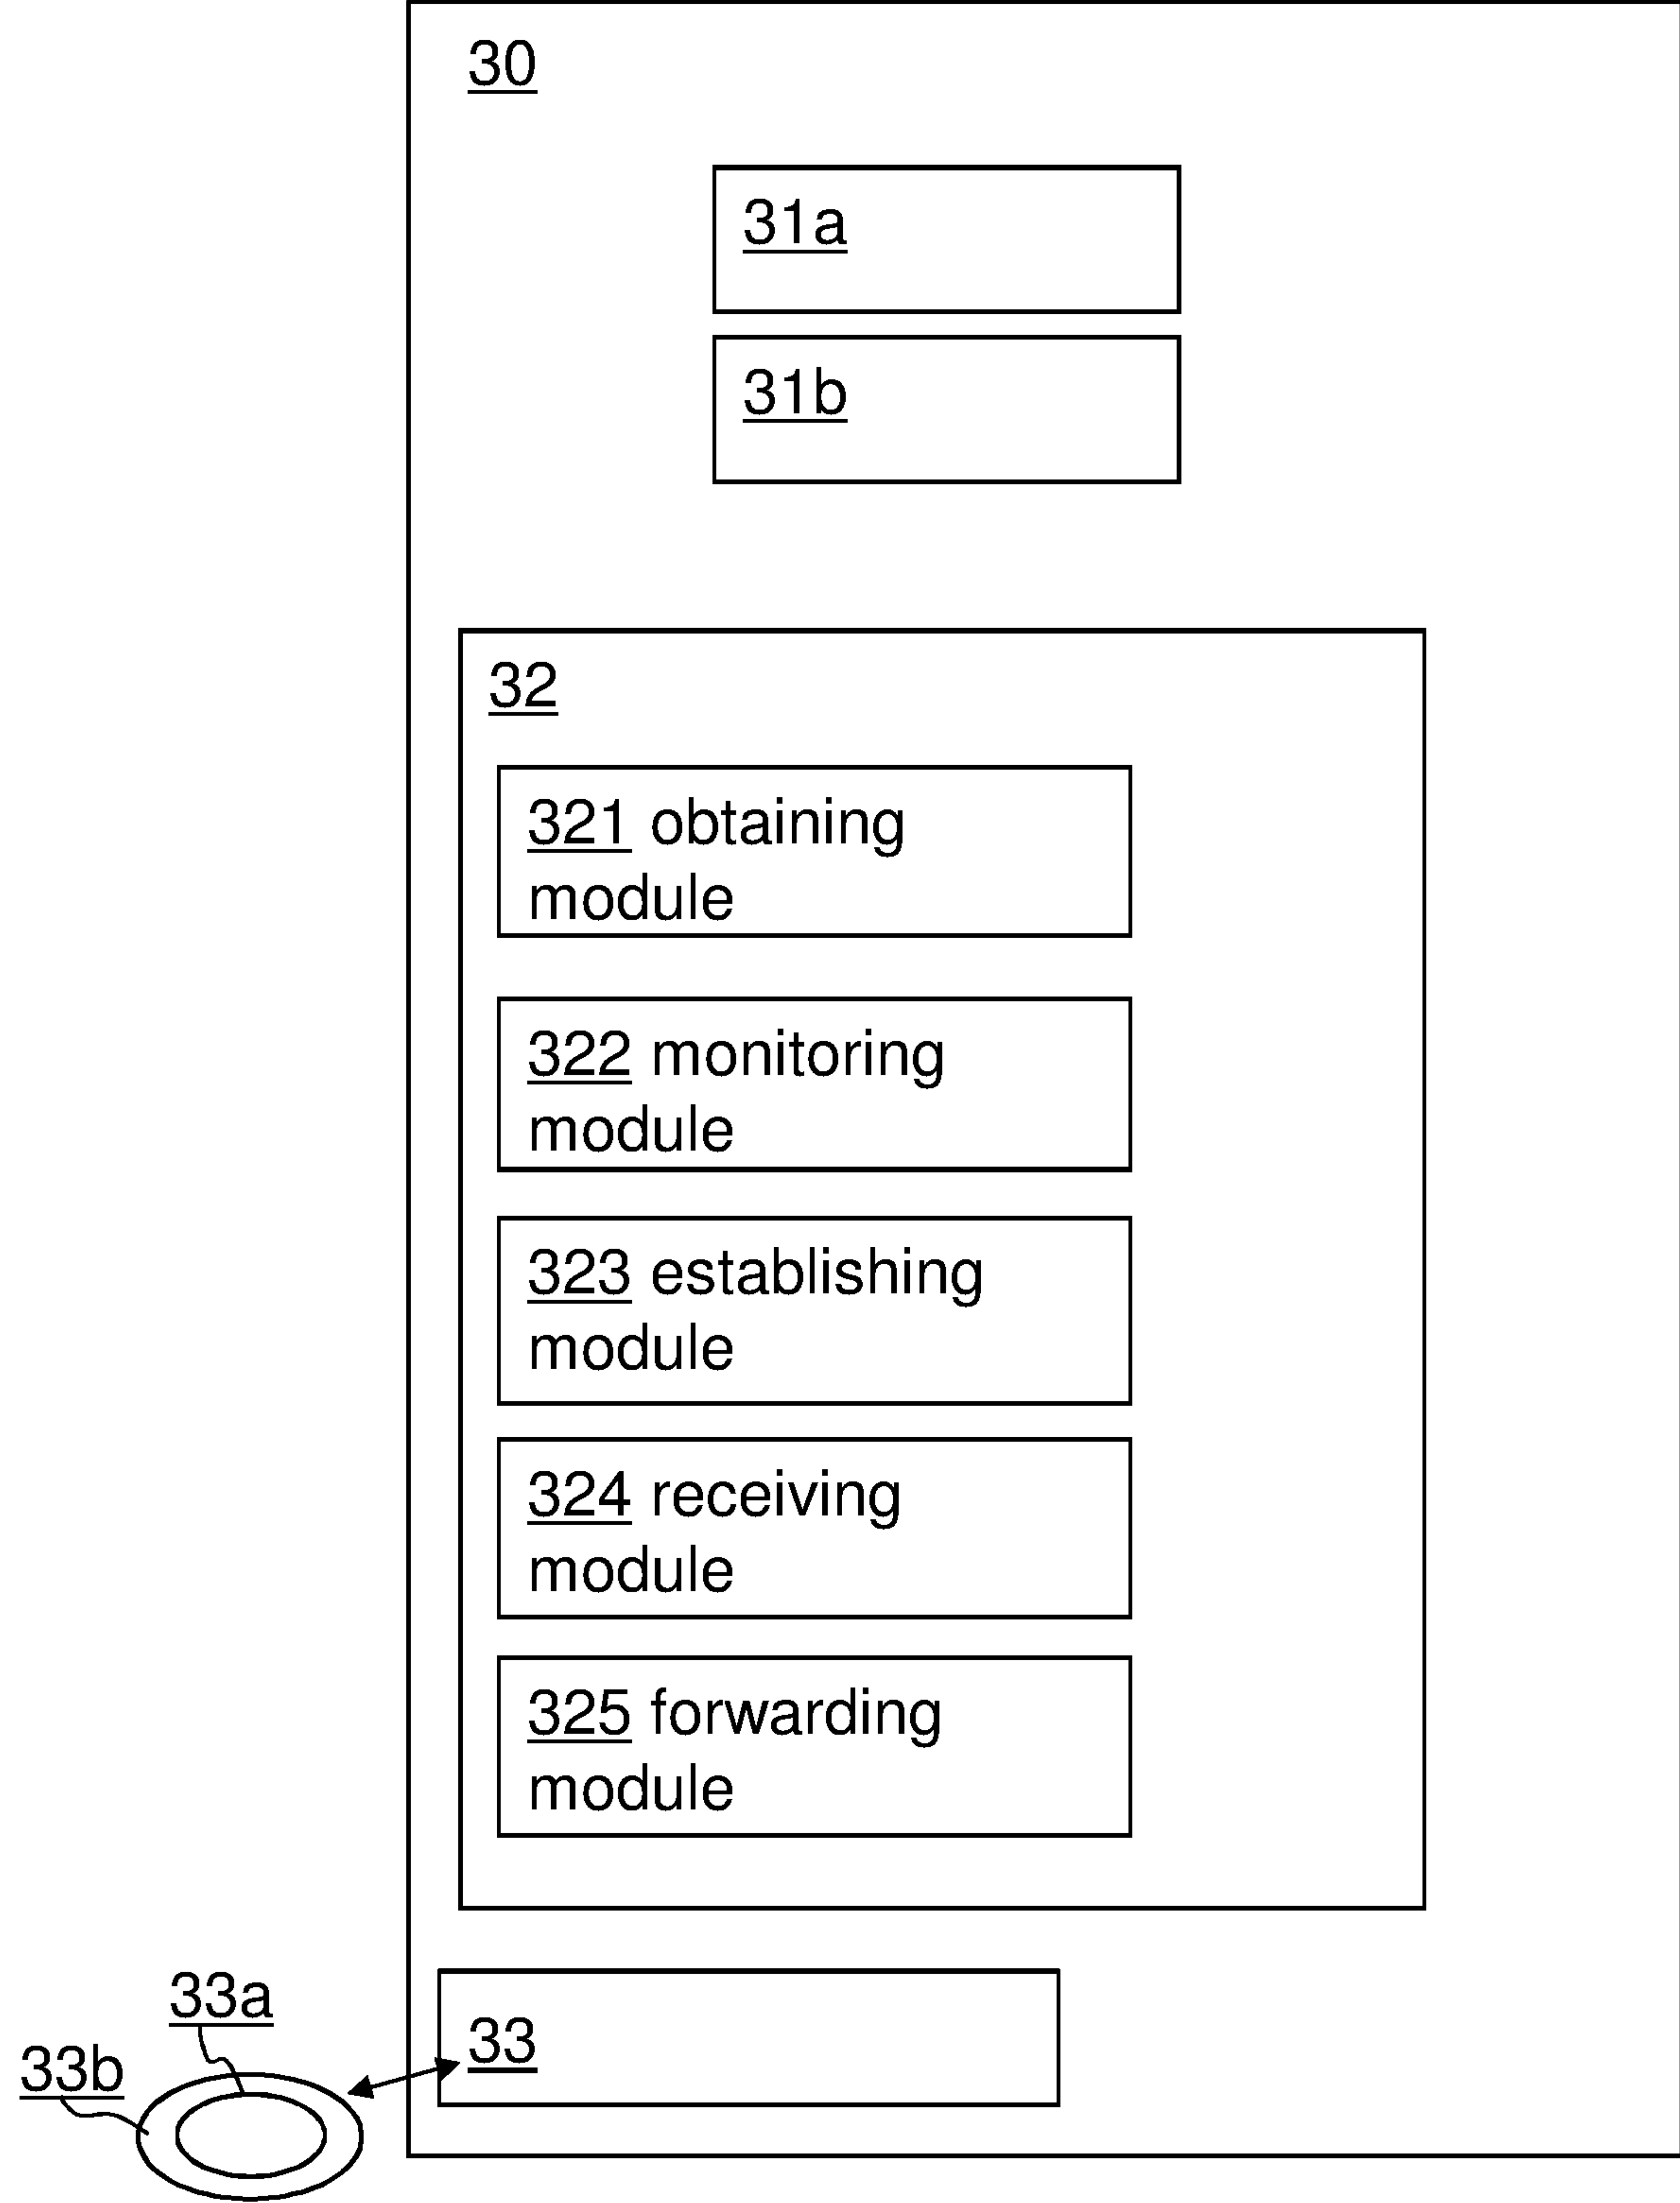 30
31a
31b
32
321 obtaining
module
322 monitoring
module
323 establishing
module
324 receiving
module
325 forwarding
module
33a
33
33b